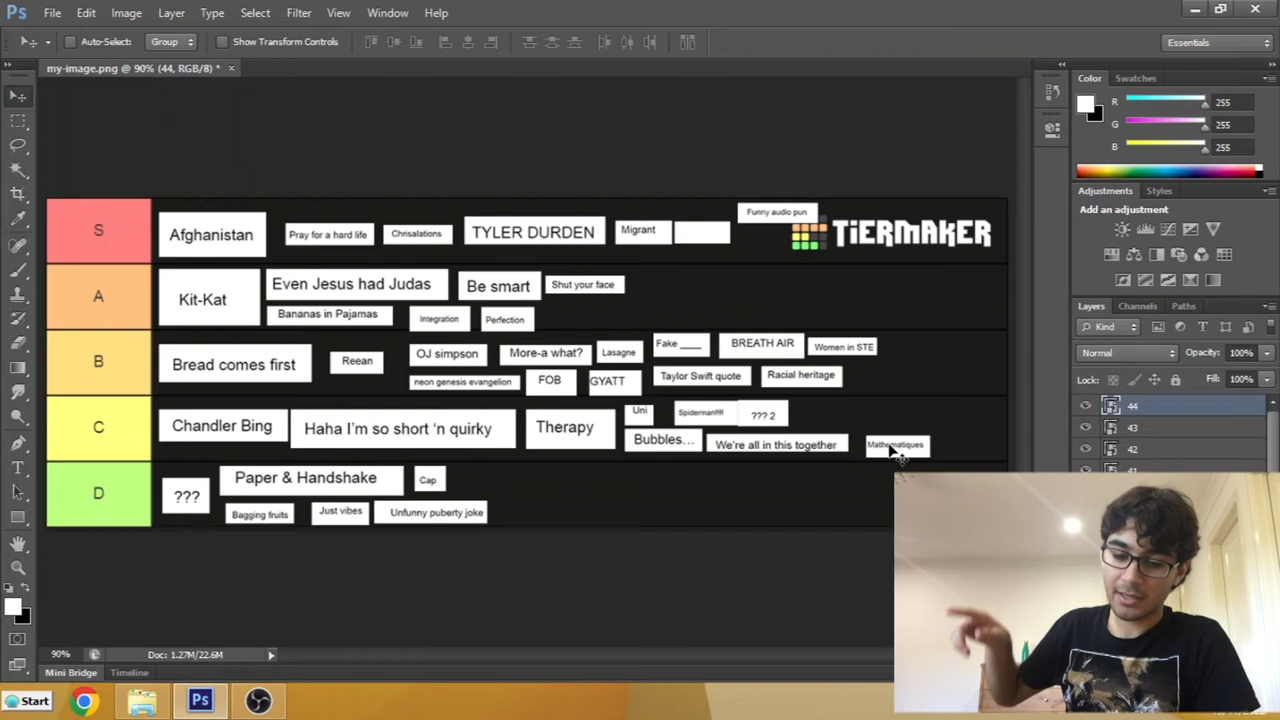 Ps File Edit Image Layer Type Select Filter View Window Help
Auto-Select: Group Show Transform Controls Essentials
my-image.png @ 90% (44, RGB/8) * ×
Color Swatches
R 255
G 255
B 255
Adjustments Styles
Add an adjustment
Layers Channels Paths
Kind
Normal Opacity: 100%
Lock: Fill: 100%
44
43
42
41
S
Afghanistan
Pray for a hard life
Chrisalations
TYLER DURDEN
Migrant
Funny audio pun
TiERMAKER
A
Kit-Kat
Even Jesus had Judas
Be smart
Shut your face
Bananas in Pajamas
Integration
Perfection
B
Bread comes first
Reean
OJ simpson
More-a what?
Lasagne
Fake ____
BREATH AIR
Women in STE
neon genesis evangelion
FOB
GYATT
Taylor Swift quote
Racial heritage
C
Chandler Bing
Haha I'm so short 'n quirky
Therapy
Uni
Spiderman!!!!
??? 2
Bubbles...
We're all in this together
Mathematiques
D
???
Paper & Handshake
Cap
Bagging fruits
Just vibes
Unfunny puberty joke
90% Doc: 1.27M/22.6M
Mini Bridge Timeline
Start Ps